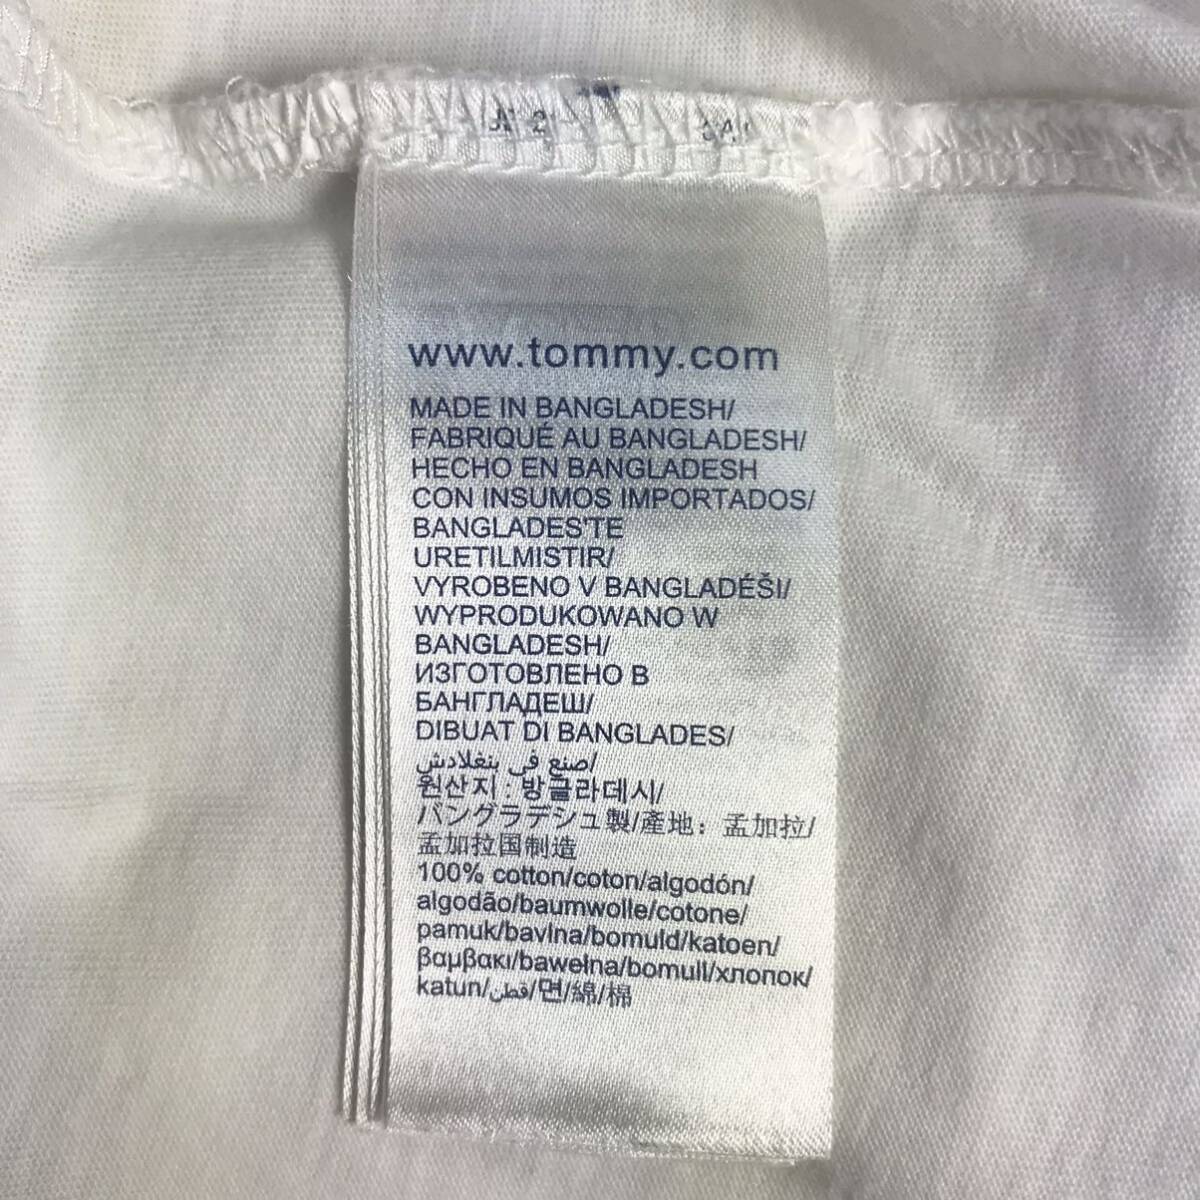 www.tommy.com
MADE IN BANGLADESH/
FABRIQUÉ AU BANGLADESH/
HECHO EN BANGLADESH
CON INSUMOS IMPORTADOS/
BANGLADES'TE
URETILMISTIR/
VYROBENO V BANGLADÉŠI/
WYPRODUKOWANO W
BANGLADESH/
ИЗГОТОВЛЕНО В
БАНГЛАДЕШ/
DIBUAT DI BANGLADES/
صنع في بنغلادش/
원산지 : 방글라데시/
バングラデシュ製/產地: 孟加拉/
孟加拉国制造
100% cotton/coton/algodón/
algodão/baumwolle/cotone/
pamuk/bavlna/bomuld/katoen/
βαμβακι/bawełna/bomull/хлопок/
katun/قطن/면/綿/棉